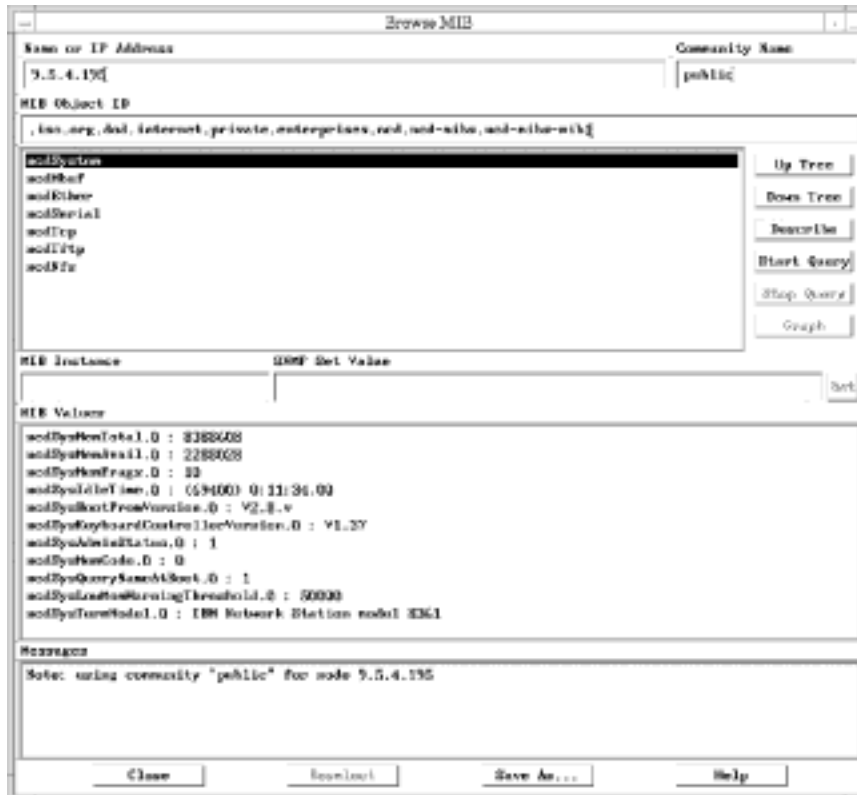 Browse MIB
Name or IP Address
Community Name
9.5.4.195
public
MIB Object ID
.iso.org.dod.internet.private.enterprises.ncd.ncd-mibs.ncd-mibs-mib
ncdSystem
ncdMbuf
ncdEther
ncdSerial
ncdTcp
ncdTftp
ncdNfs
Up Tree
Down Tree
Describe
Start Query
Stop Query
Graph
MIB Instance
SNMP Set Value
Set
MIB Values
ncdSysMemTotal.0 : 8388608
ncdSysMemAvail.0 : 2288028
ncdSysMemFrags.0 :
ncdSysIdleTime.0 : (69400) 0:11:34.00
ncdSysBootPromVersion.0 :
ncdSysKeyboardControllerVersion.0 : V1.37
ncdSysAdminStatus.0 : 1
ncdSysMemCode.0 : 0
ncdSysQueryNameAtBoot.0 : 1
ncdSysLowMemWarningThreshold.0 : 50000
ncdSysTermModel.0 : IBM Network Station model 8361
Messages
Note: using community "public" for node 9.5.4.195
Close
Reselect
Save As...
Help